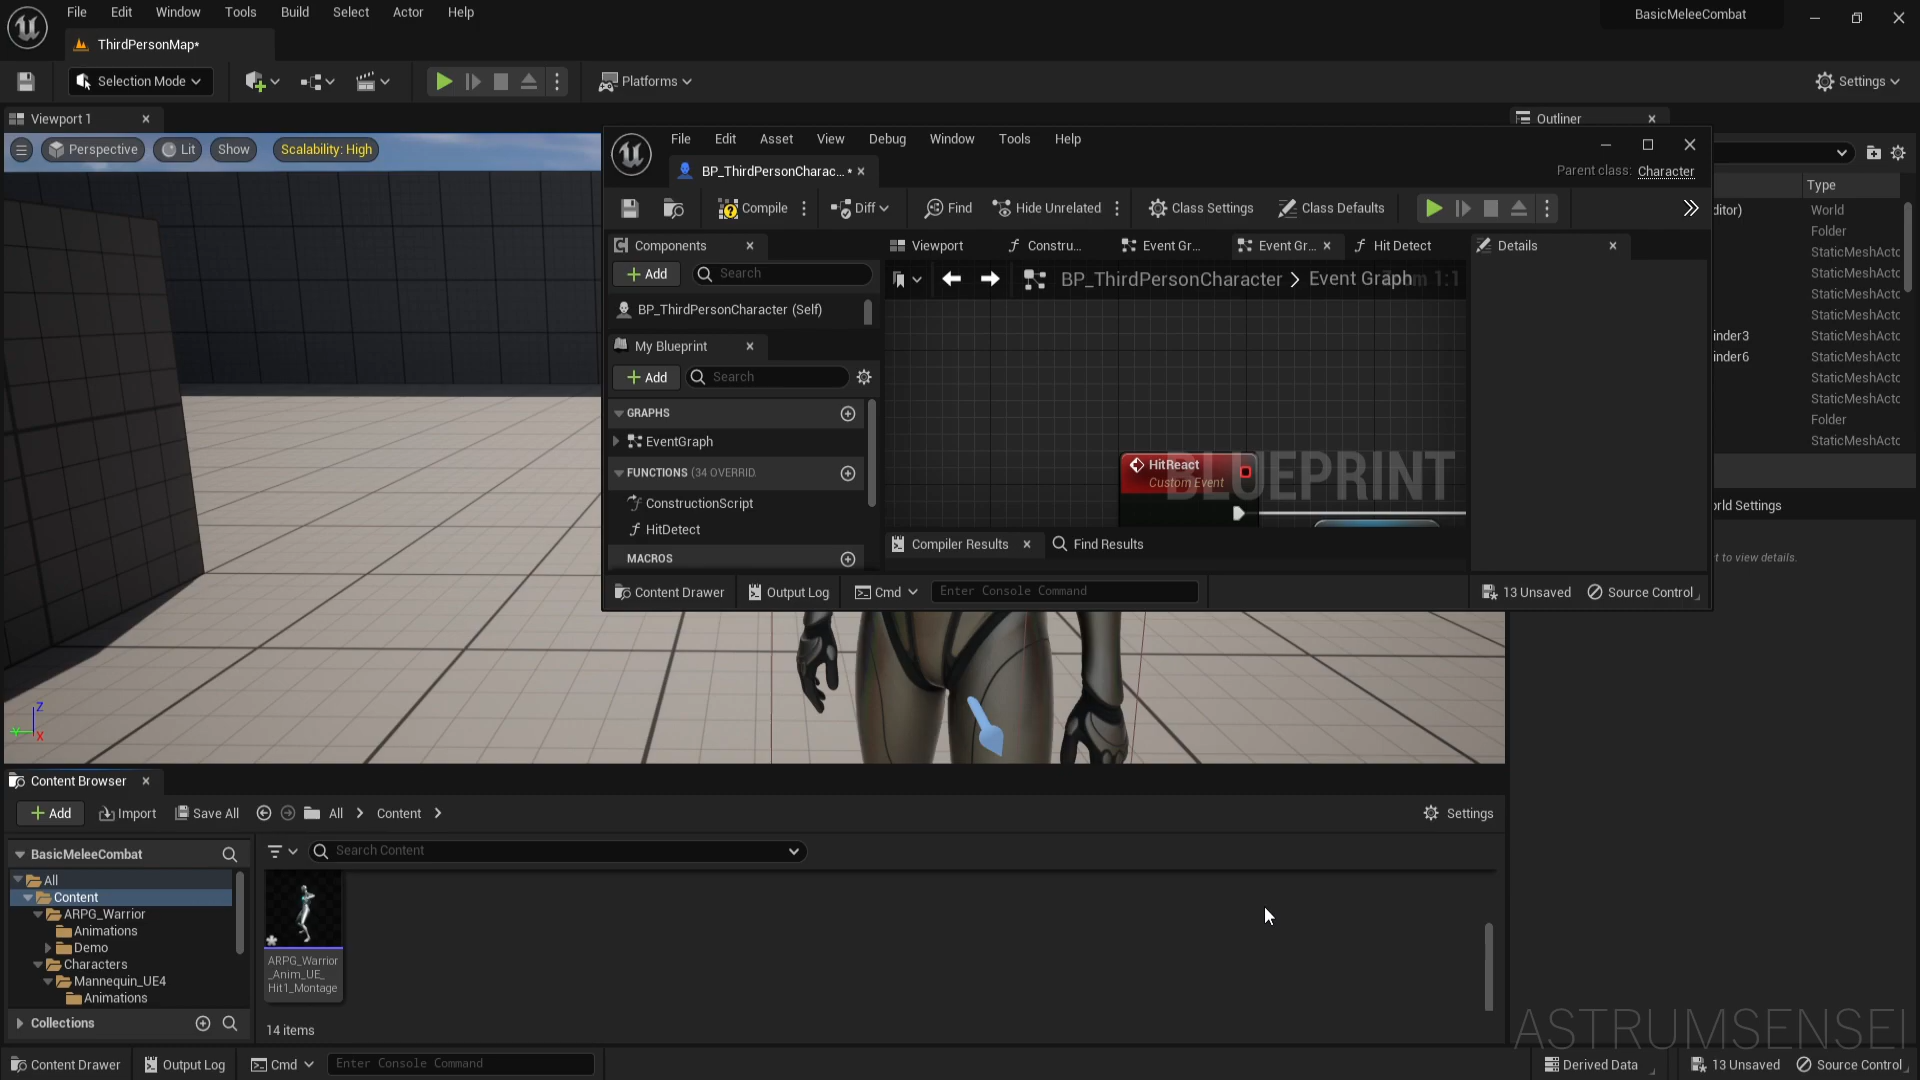 File Edit Window Tools Build Select Actor Help
BasicMeleeCombat
ThirdPersonMap*
Selection Mode
Platforms
Settings
Viewport 1
Outliner
Perspective
Lit
Show
Scalability: High
File Edit Asset View Debug Window Tools Help
BP_ThirdPersonCharac... *
Parent class: Character
Compile
Diff
Find
Hide Unrelated
Class Settings
Class Defaults
Components
Viewport
Constru...
Event Gr...
Event Gr...
Hit Detect
Details
Add
Search
BP_ThirdPersonCharacter > Event Graph
1:1
BP_ThirdPersonCharacter (Self)
My Blueprint
Add
Search
GRAPHS
EventGraph
FUNCTIONS (34 OVERRID
ConstructionScript
HitDetect
MACROS
HitReact
Custom Event
BLUEPRINT
Compiler Results
Find Results
Content Drawer
Output Log
Cmd
Enter Console Command
13 Unsaved
Source Control
Type
ditor) World
Folder
StaticMeshActo
StaticMeshActo
StaticMeshActo
StaticMeshActo
inder3 StaticMeshActo
inder6 StaticMeshActo
StaticMeshActo
StaticMeshActo
Folder
StaticMeshActo
rld Settings
t to view details.
Z
Y
X
Content Browser
Add
Import
Save All
All > Content >
Settings
BasicMeleeCombat
Search Content
All
Content
ARPG_Warrior
Animations
Demo
Characters
Mannequin_UE4
Animations
Collections
ARPG_Warrior
_Anim_UE_
Hit1_Montage
14 items
ASTRUMSENSEI
Content Drawer
Output Log
Cmd
Enter Console Command
Derived Data
13 Unsaved
Source Control